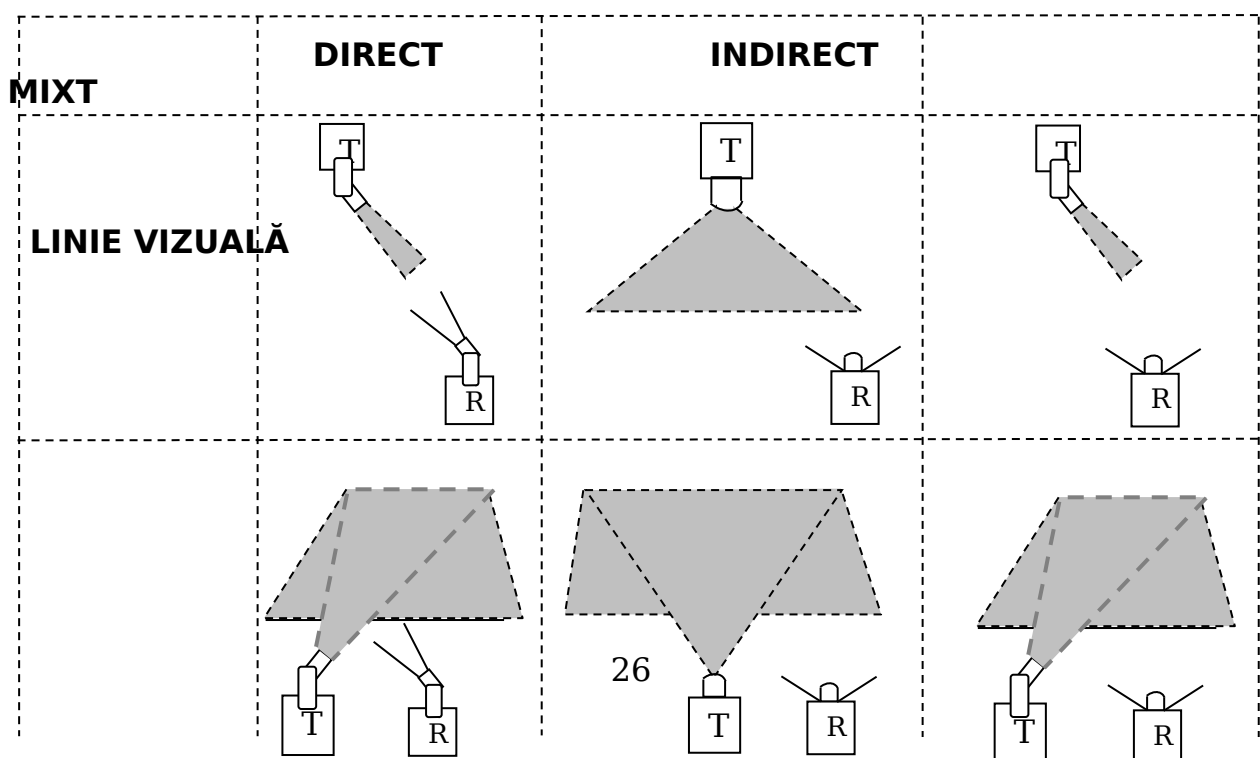 DIRECT INDIRECT
MIXT
T T T
LINIE VIZUALĂ
R R R
26
T R T R T R